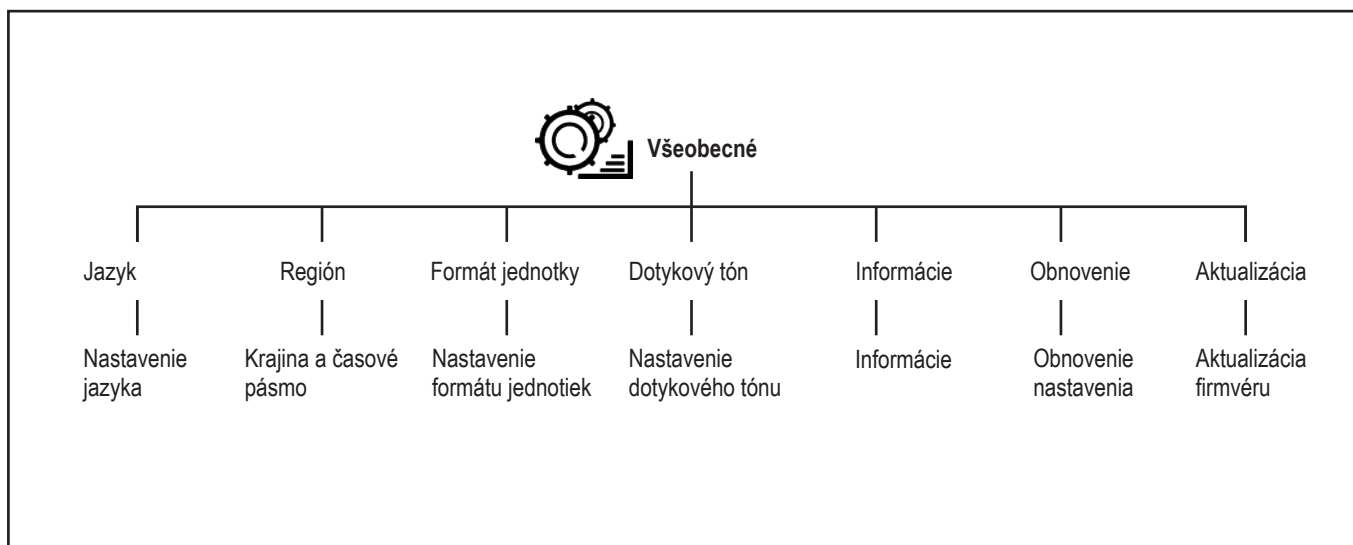 Všeobecné
Jazyk
Región
Formát jednotky
Dotykový tón
Informácie
Obnovenie
Aktualizácia
Nastavenie
jazyka
Krajina a časové
pásmo
Nastavenie
formátu jednotiek
Nastavenie
dotykového tónu
Informácie
Obnovenie
nastavenia
Aktualizácia
firmvéru